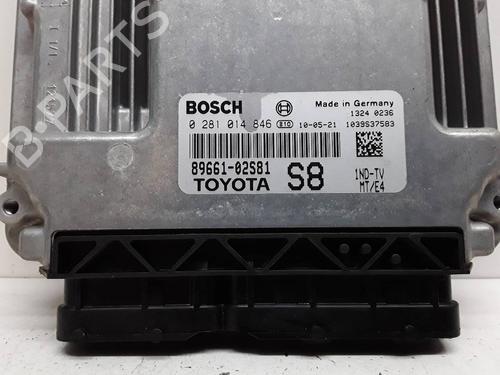 BOSCH
Made in Germany
1324 0236
0 281 014 846 10-05-21 1039S37583
89661-02S81
TOYOTA S8
1ND-TV
MT/E4
B-PARTS